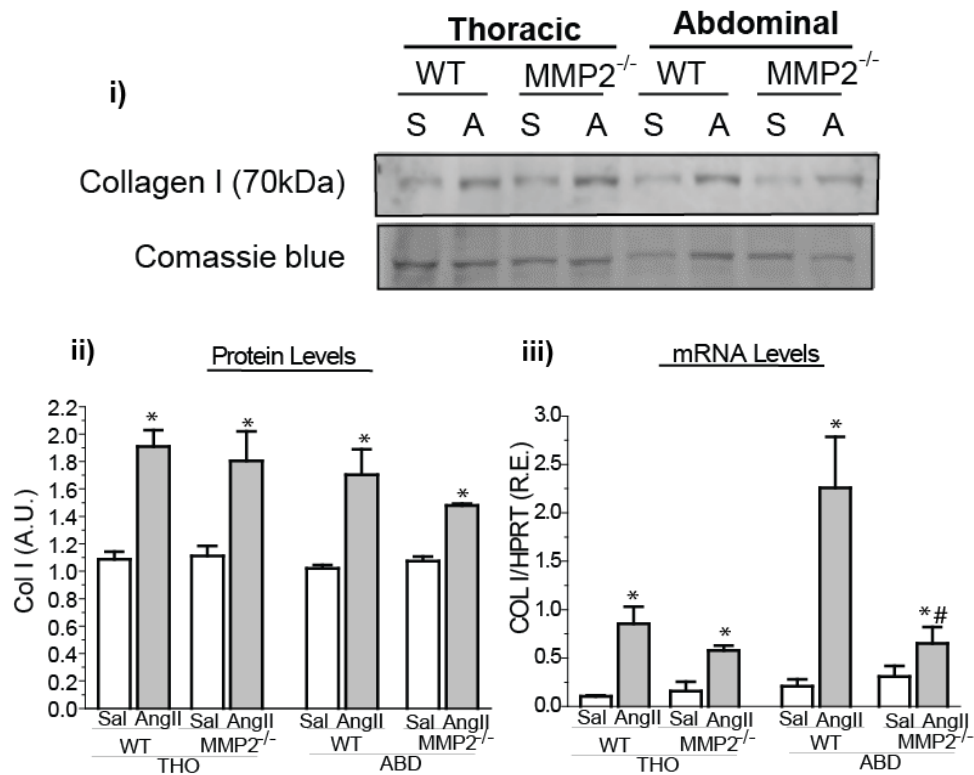 Thoracic Abdominal
WT MMP2-/- WT MMP2-/-
i)
S A S A S A S A
Collagen I (70kDa)
Comassie blue
ii)
Protein Levels
Col I (A.U.)
2.2
2.0
1.8
1.6
1.4
1.2
1.0
0.8
0.6
0.4
0.2
0.0
* * * *
Sal AngII Sal AngII Sal AngII Sal AngII
WT MMP2-/- WT MMP2-/-
THO ABD
iii)
mRNA Levels
COL I/HPRT (R.E.)
3.0
2.5
2.0
1.5
1.0
0.5
0.0
* * * *#
Sal AngII Sal AngII Sal AngII Sal AngII
WT MMP2-/- WT MMP2-/-
THO ABD